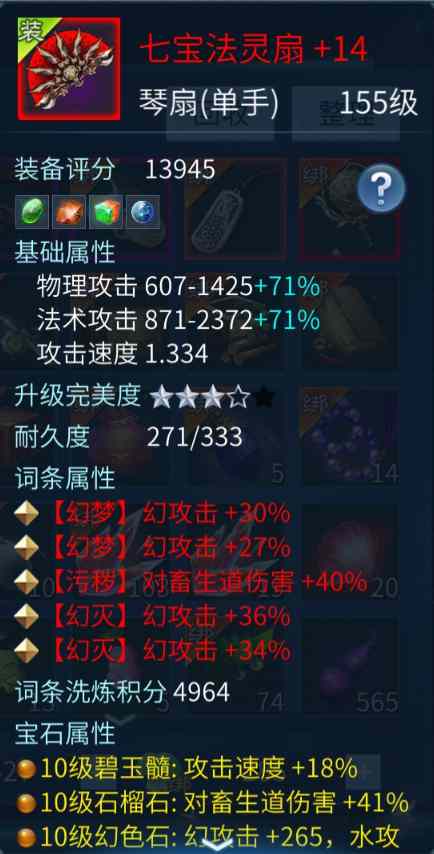 装
七宝法灵扇 +14
琴扇(单手) 155级
装备评分 13945
?
基础属性
物理攻击 607-1425+71%
法术攻击 871-2372+71%
攻击速度 1.334
升级完美度
耐久度 271/333
词条属性
【幻梦】幻攻击 +30%
【幻梦】幻攻击 +27%
【污秽】对畜生道伤害 +40%
【幻灭】幻攻击 +36%
【幻灭】幻攻击 +34%
词条洗炼积分 4964
宝石属性
10级碧玉髓: 攻击速度 +18%
10级石榴石: 对畜生道伤害 +41%
10级幻色石: 幻攻击 +265，水攻